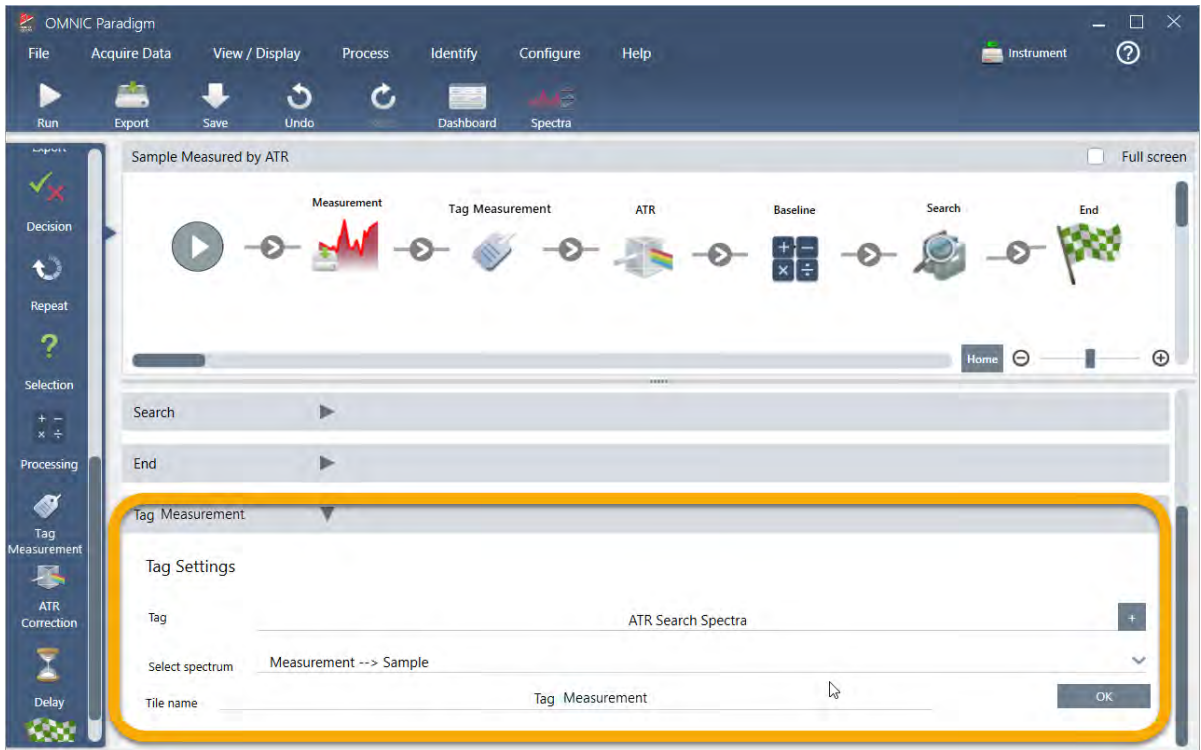 OMNIC Paradigm
File Acquire Data View / Display Process Identify Configure Help Instrument
Run Export Save Undo Dashboard Spectra
Export
Decision
Repeat
Selection
Processing
Tag
Measurement
ATR
Correction
Delay
Sample Measured by ATR Full screen
Measurement Tag Measurement ATR Baseline Search End
Home
Search
End
Tag Measurement
Tag Settings
Tag ATR Search Spectra +
Select spectrum Measurement --> Sample
Tile name Tag Measurement OK